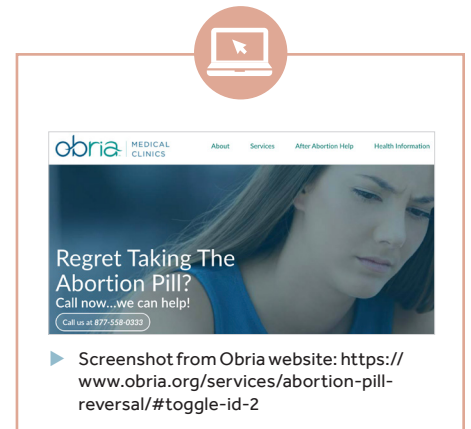 obria MEDICAL
CLINICS
About Services After Abortion Help Health Information
Regret Taking The
Abortion Pill?
Call now...we can help!
Call us at 877-558-0333
Screenshot from Obria website: https://
www.obria.org/services/abortion-pill-
reversal/#toggle-id-2